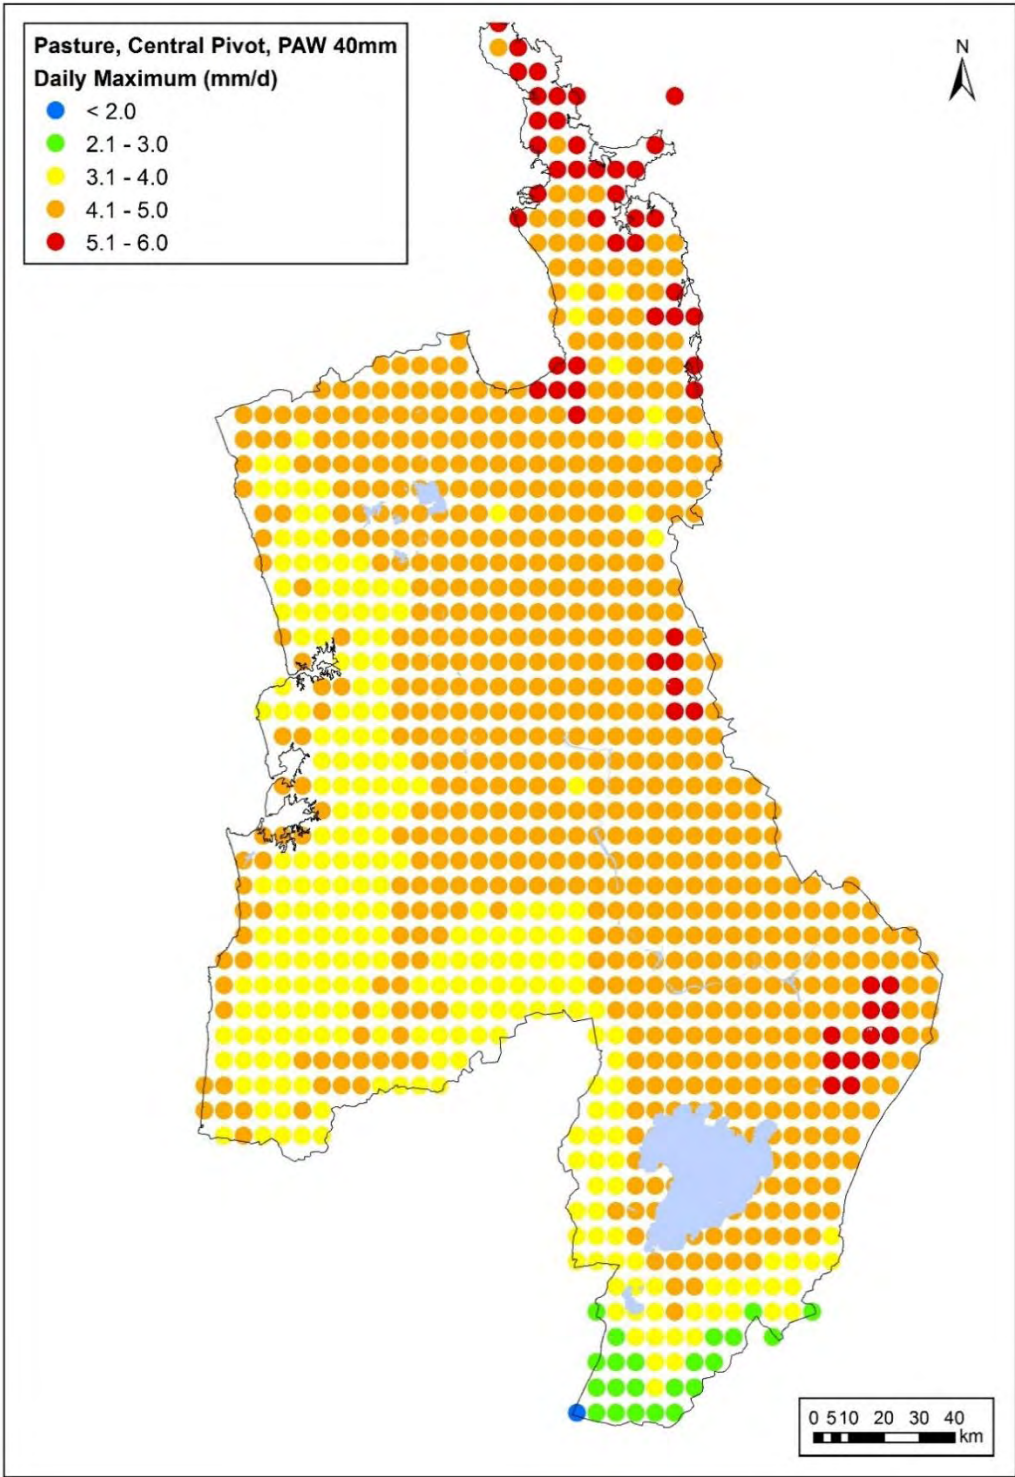 Pasture, Central Pivot, PAW 40mm
Daily Maximum (mm/d)
< 2.0
2.1 - 3.0
3.1 - 4.0
4.1 - 5.0
5.1 - 6.0
N
0 5 10 20 30 40
km